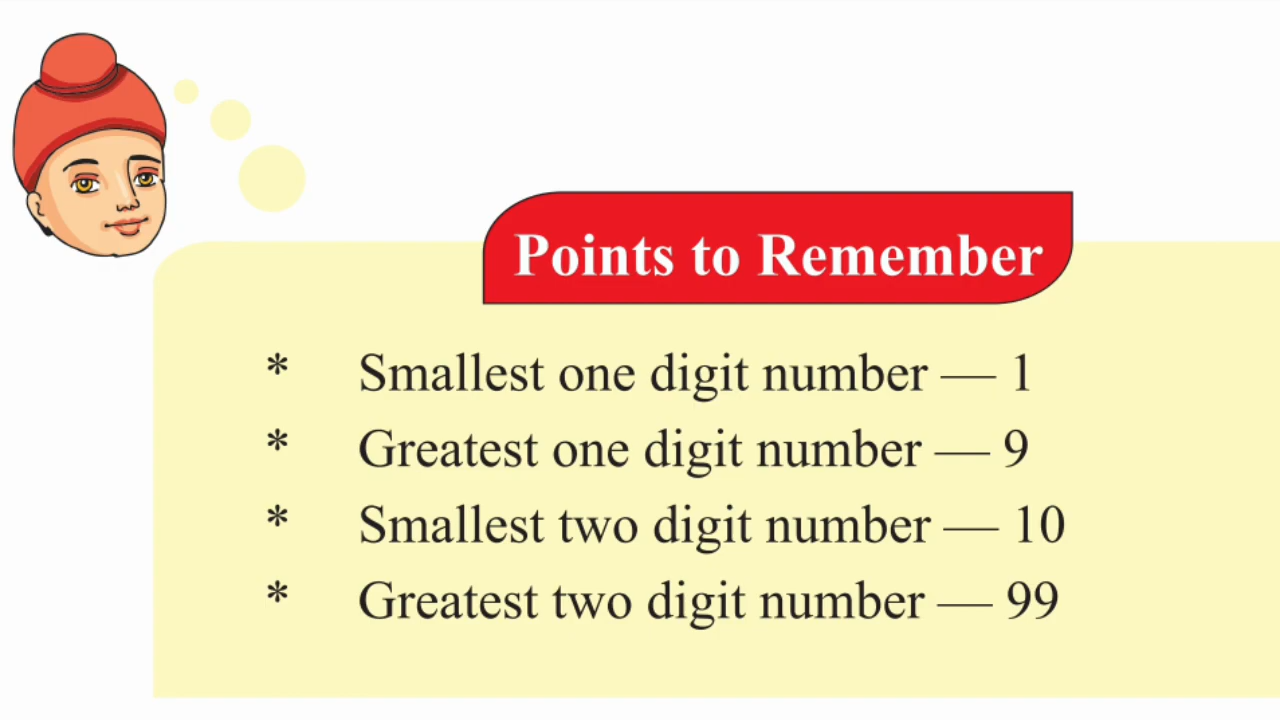 Points to Remember
* Smallest one digit number — 1
* Greatest one digit number — 9
* Smallest two digit number — 10
* Greatest two digit number — 99